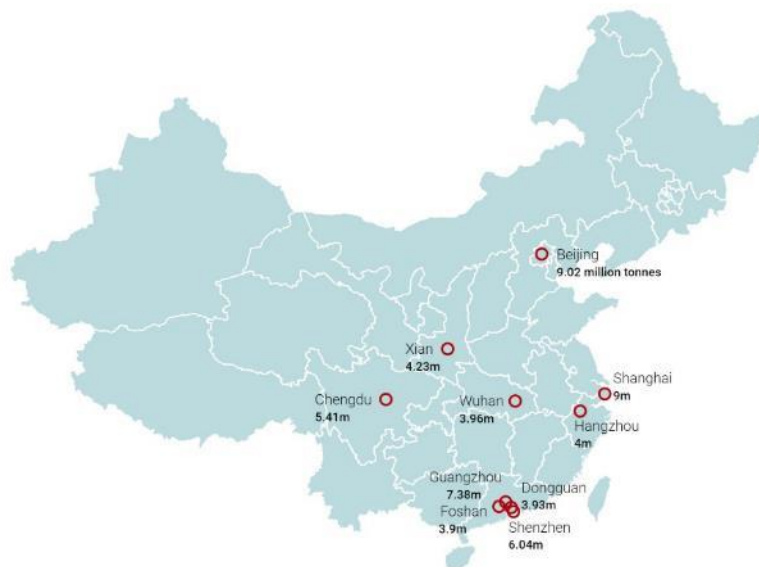 Beijing
9.02 million tonnes
Xian
4.23m
Shanghai
9m
Chengdu
5.41m
Wuhan
3.96m
Hangzhou
4m
Guangzhou
7.38m
Dongguan
3.93m
Foshan
3.9m
Shenzhen
6.04m